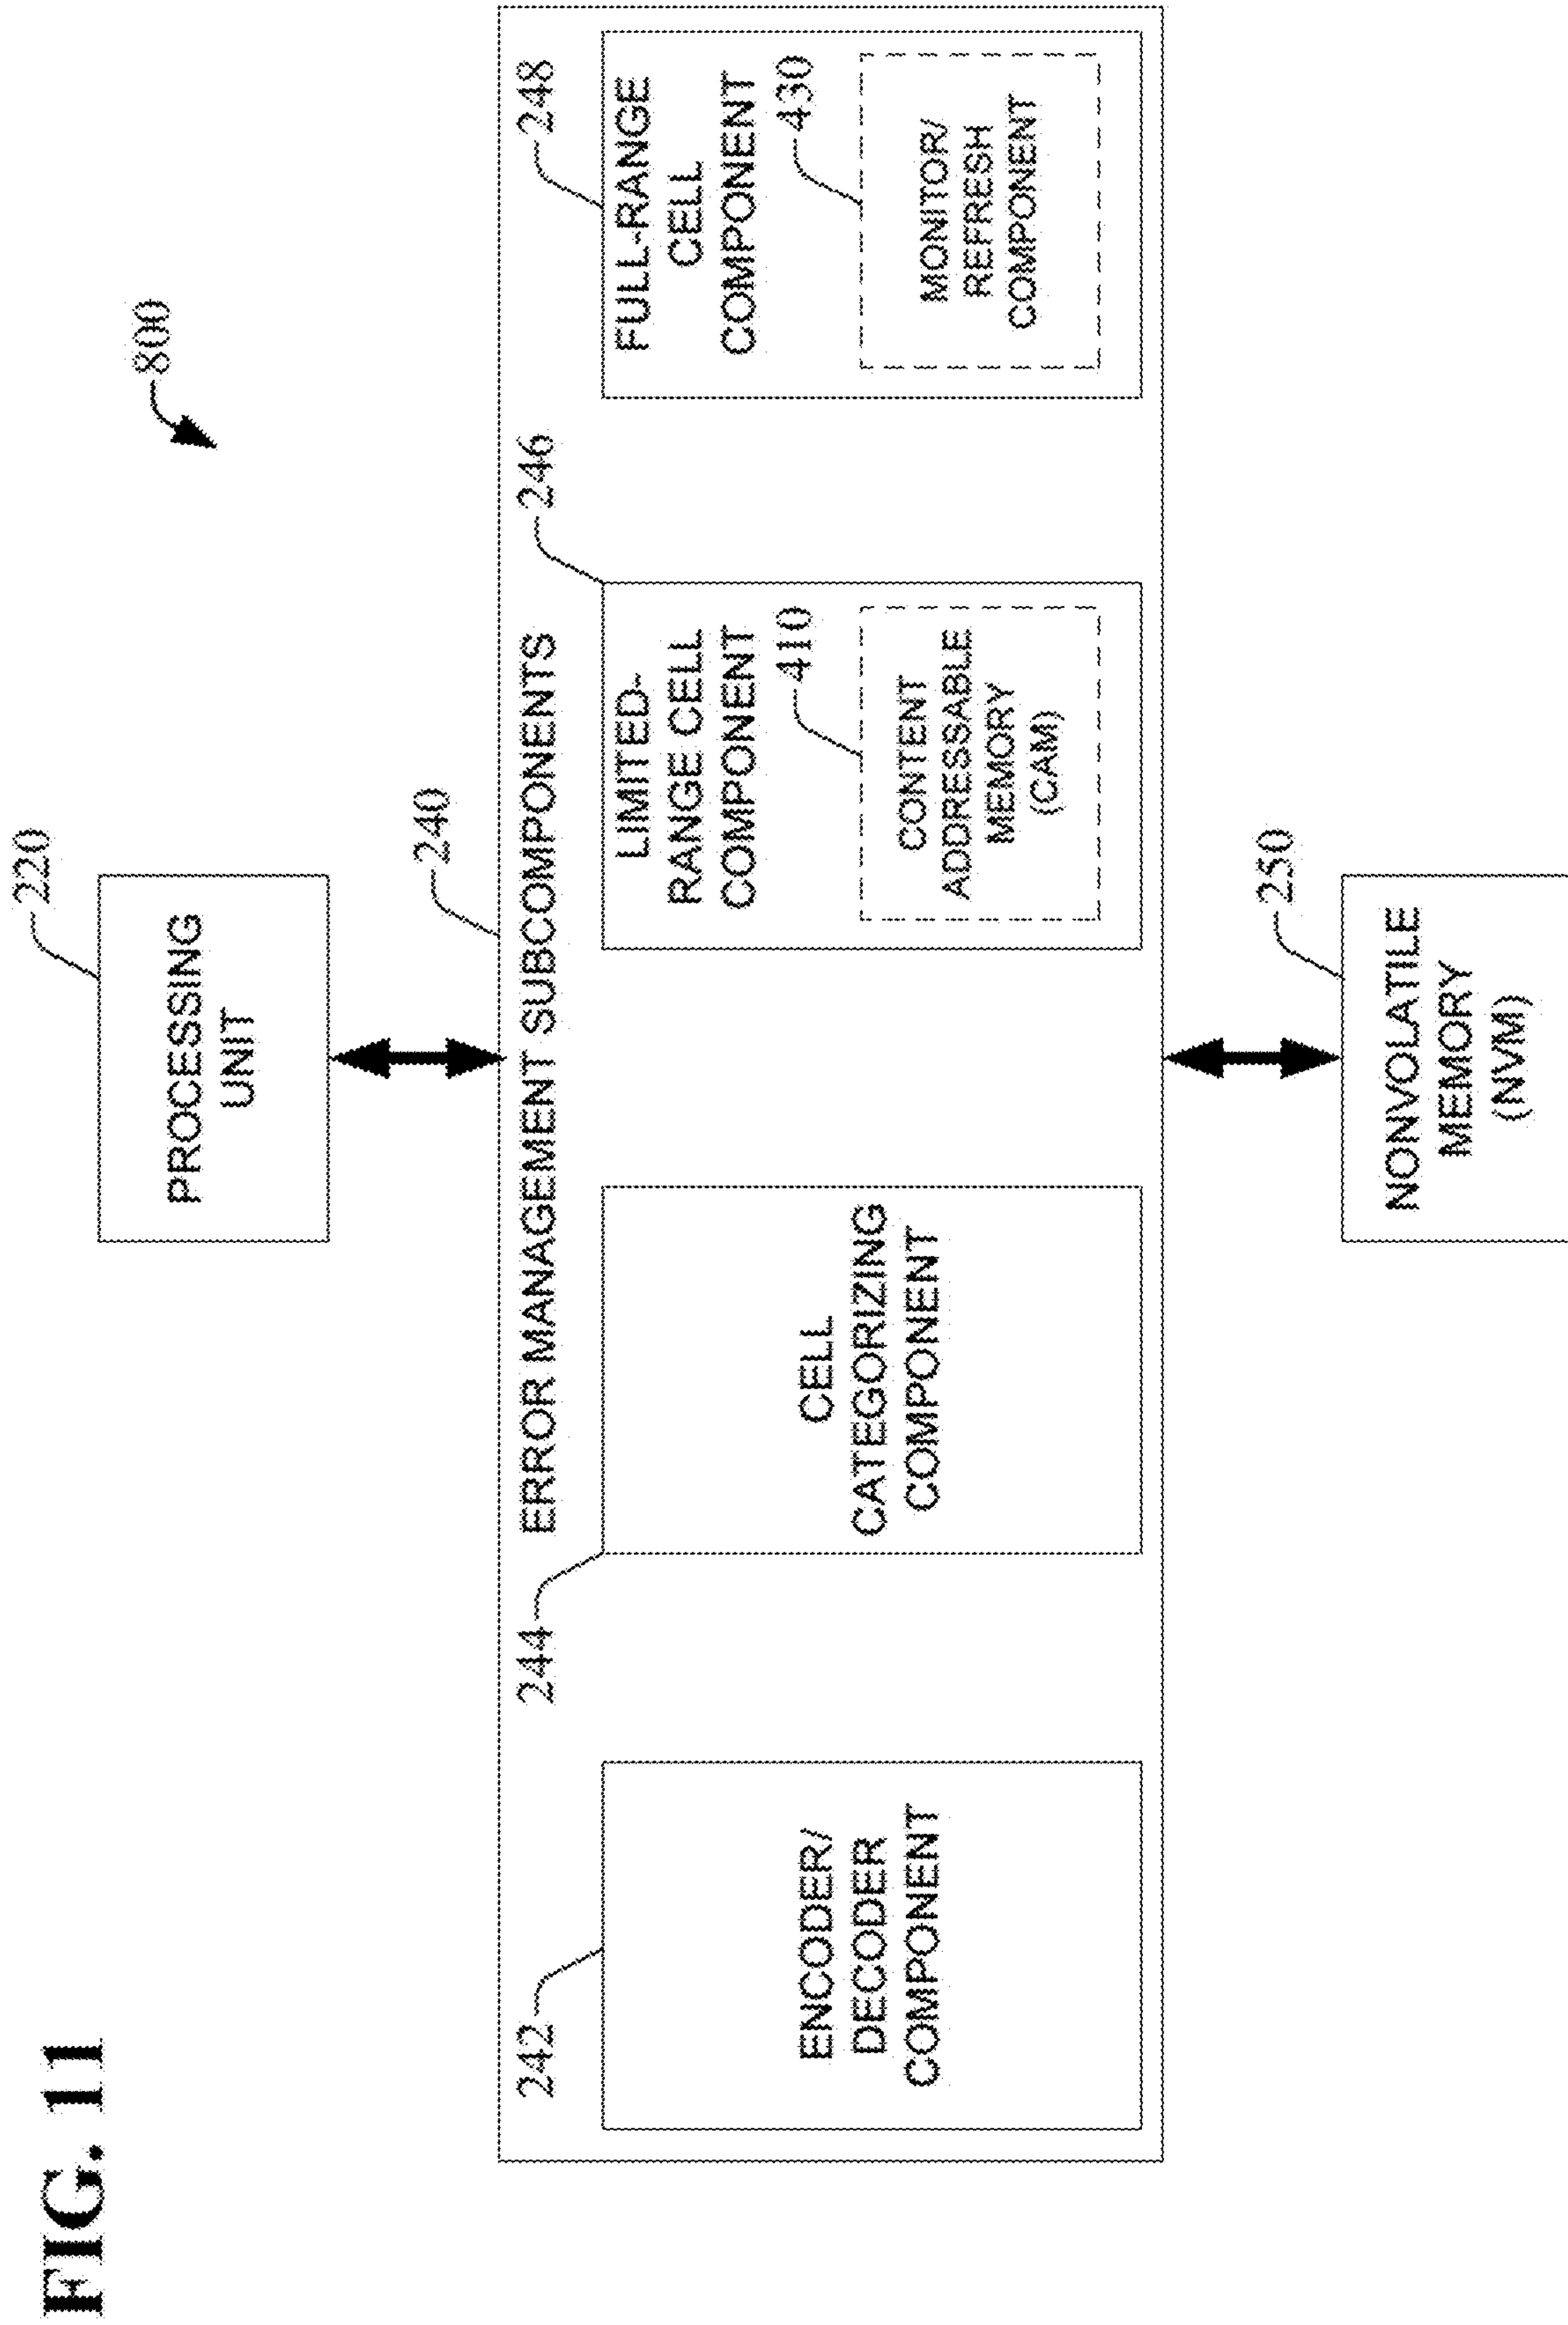 FIG. 11
800
220
PROCESSING
UNIT
240
ERROR MANAGEMENT SUBCOMPONENTS
242
ENCODER/
DECODER
COMPONENT
244
CELL
CATEGORIZING
COMPONENT
246
LIMITED-
RANGE CELL
COMPONENT
410
CONTENT
ADDRESSABLE
MEMORY
(CAM)
248
FULL-RANGE
CELL
COMPONENT
430
MONITOR/
REFRESH
COMPONENT
250
NONVOLATILE
MEMORY
(NVM)